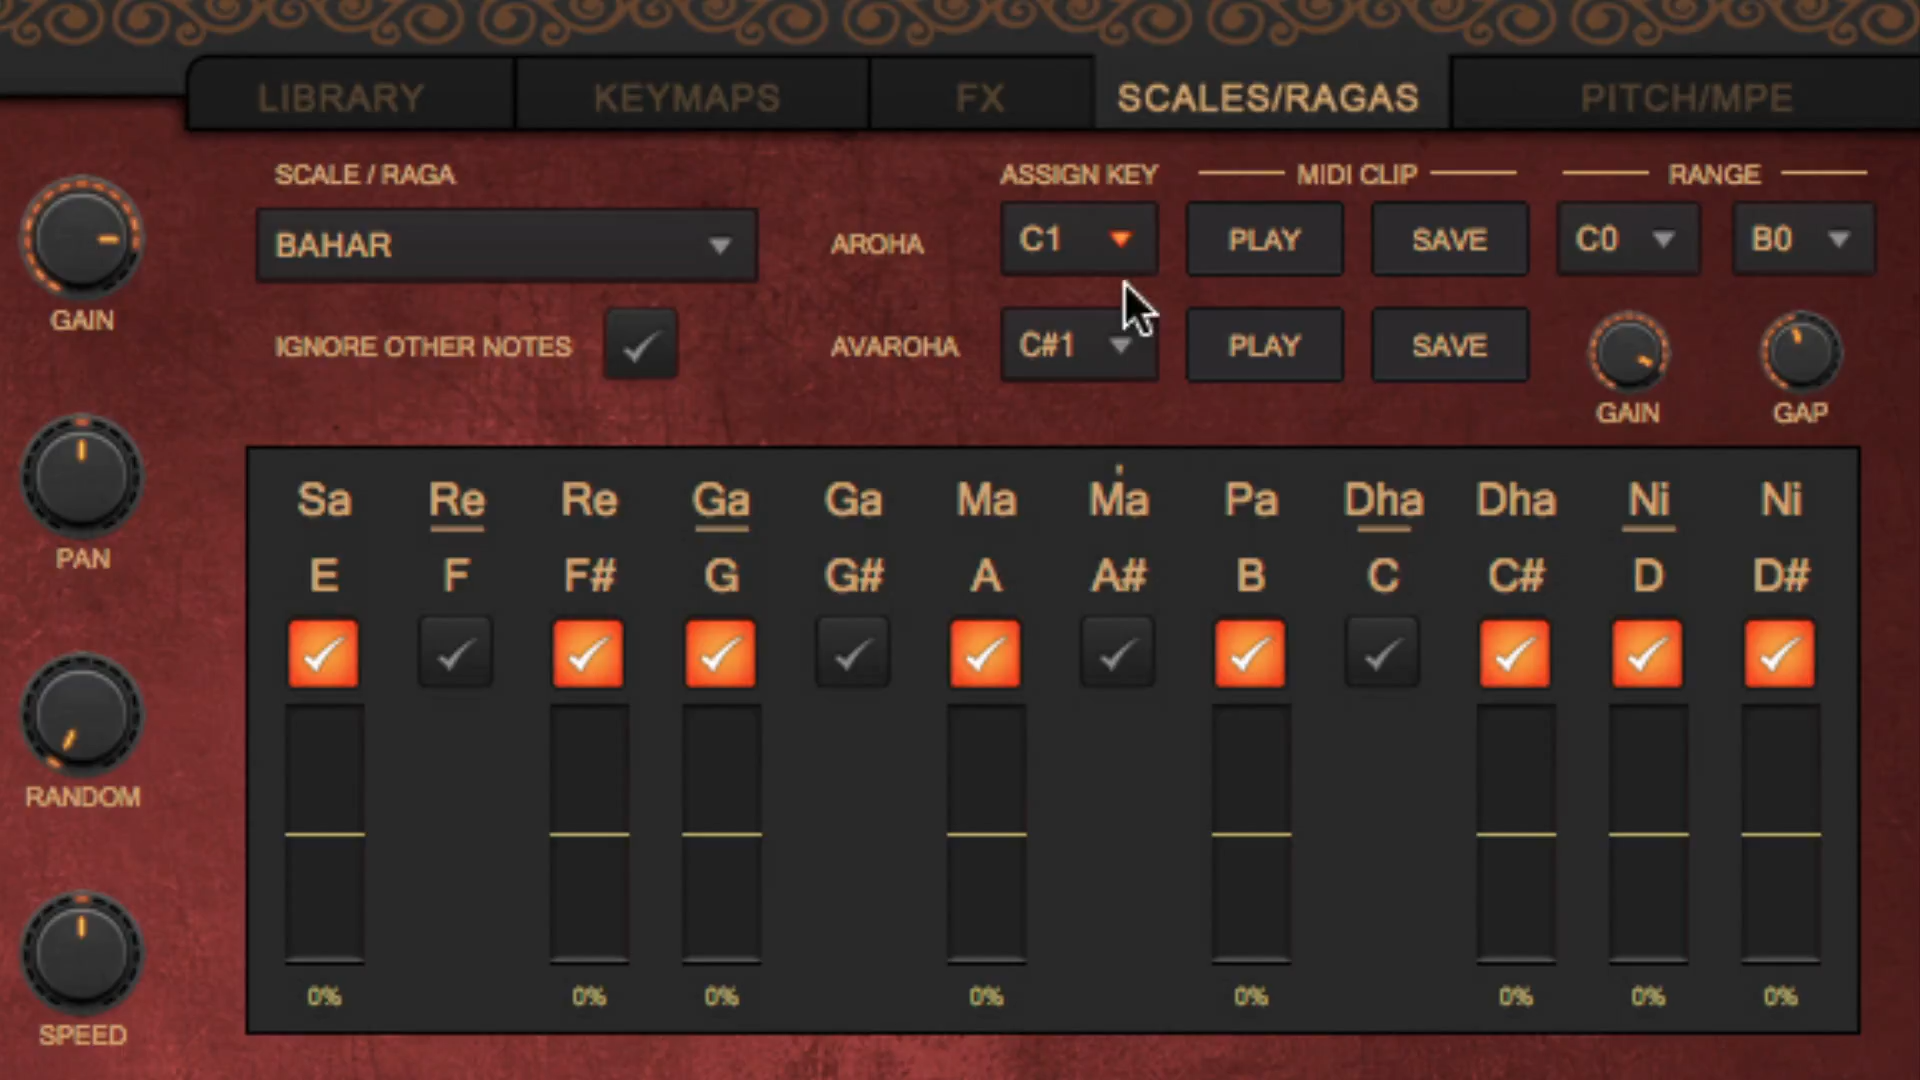 LIBRARY KEYMAPS FX SCALES/RAGAS PITCH/MPE
SCALE / RAGA ASSIGN KEY MIDI CLIP RANGE
BAHAR AROHA C1 PLAY SAVE C0 B0
GAIN
IGNORE OTHER NOTES AVAROHA C#1 PLAY SAVE
GAIN GAP
Sa Re Re Ga Ga Ma Ṁa Pa Dha Dha Ni Ni
E F F# G G# A A# B C C# D D#
PAN
RANDOM
0% 0% 0% 0% 0% 0% 0% 0%
SPEED